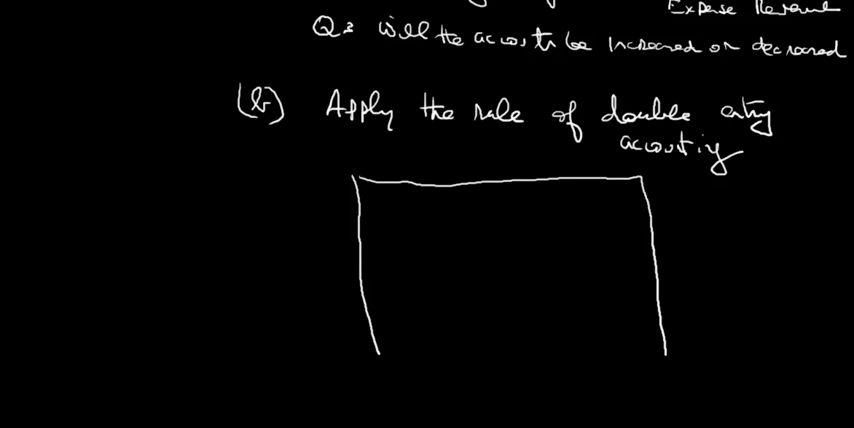 Expense Revenue
Q: will the accounts be increased or decreased
(b) Apply the rule of double entry
accounting